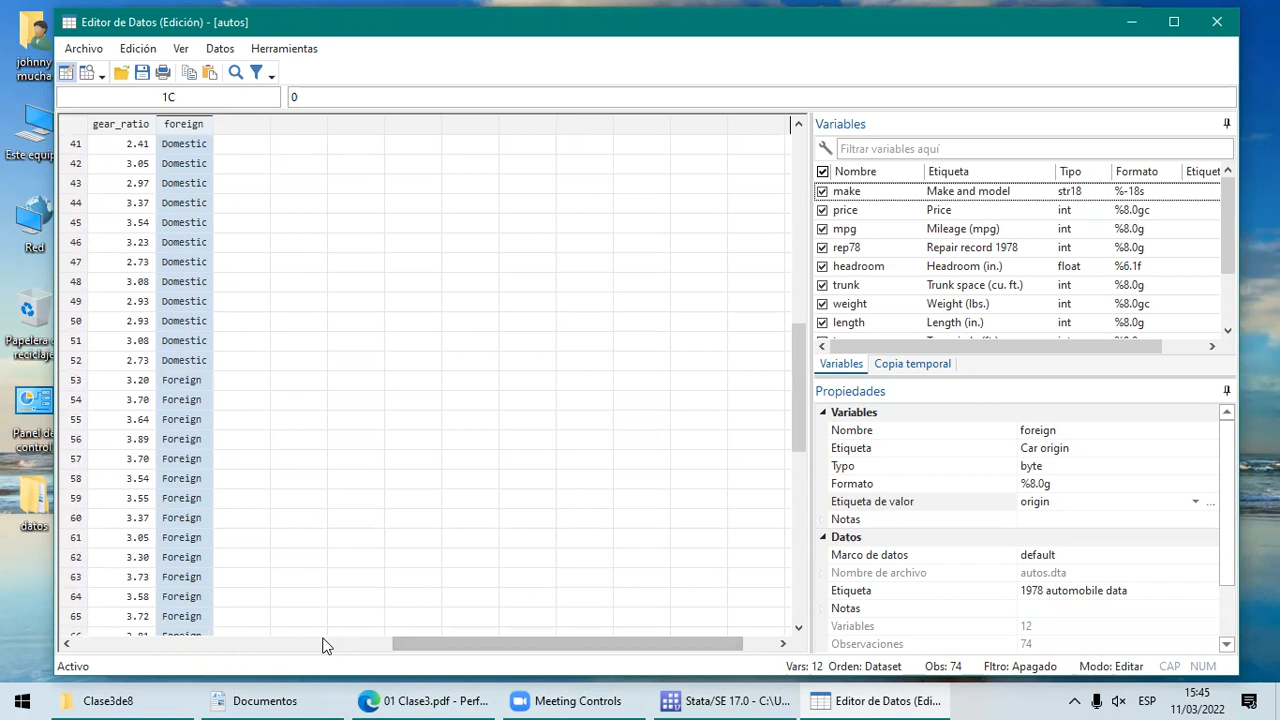 Editor de Datos (Edición) - [autos]
johnny mucha
Archivo Edición Ver Datos Herramientas
1C 0
gear_ratio foreign
41 2.41 Domestic
42 3.05 Domestic
43 2.97 Domestic
44 3.37 Domestic
45 3.54 Domestic
46 3.23 Domestic
47 2.73 Domestic
48 3.08 Domestic
49 2.93 Domestic
50 2.93 Domestic
51 3.08 Domestic
52 2.73 Domestic
53 3.20 Foreign
54 3.70 Foreign
55 3.64 Foreign
56 3.89 Foreign
57 3.70 Foreign
58 3.54 Foreign
59 3.55 Foreign
60 3.37 Foreign
61 3.05 Foreign
62 3.30 Foreign
63 3.73 Foreign
64 3.58 Foreign
65 3.72 Foreign
Este equip
Red
Papelera
reciclaje
Panel de
control
datos
Variables
Filtrar variables aquí
Nombre Etiqueta Tipo Formato Etiquet
make Make and model str18 %-18s
price Price int %8.0gc
mpg Mileage (mpg) int %8.0g
rep78 Repair record 1978 int %8.0g
headroom Headroom (in.) float %6.1f
trunk Trunk space (cu. ft.) int %8.0g
weight Weight (lbs.) int %8.0gc
length Length (in.) int %8.0g
Variables Copia temporal
Propiedades
Variables
Nombre foreign
Etiqueta Car origin
Typo byte
Formato %8.0g
Etiqueta de valor origin ...
Notas
Datos
Marco de datos default
Nombre de archivo autos.dta
Etiqueta 1978 automobile data
Notas
Variables 12
Observaciones 74
Activo Vars: 12 Orden: Dataset Obs: 74 Fltro: Apagado Modo: Editar CAP NUM
Clase3do8 Documentos 01 Clase3.pdf - Perf... Meeting Controls Stata/SE 17.0 - C:\U... Editor de Datos (Edi... ESP 15:45
11/03/2022